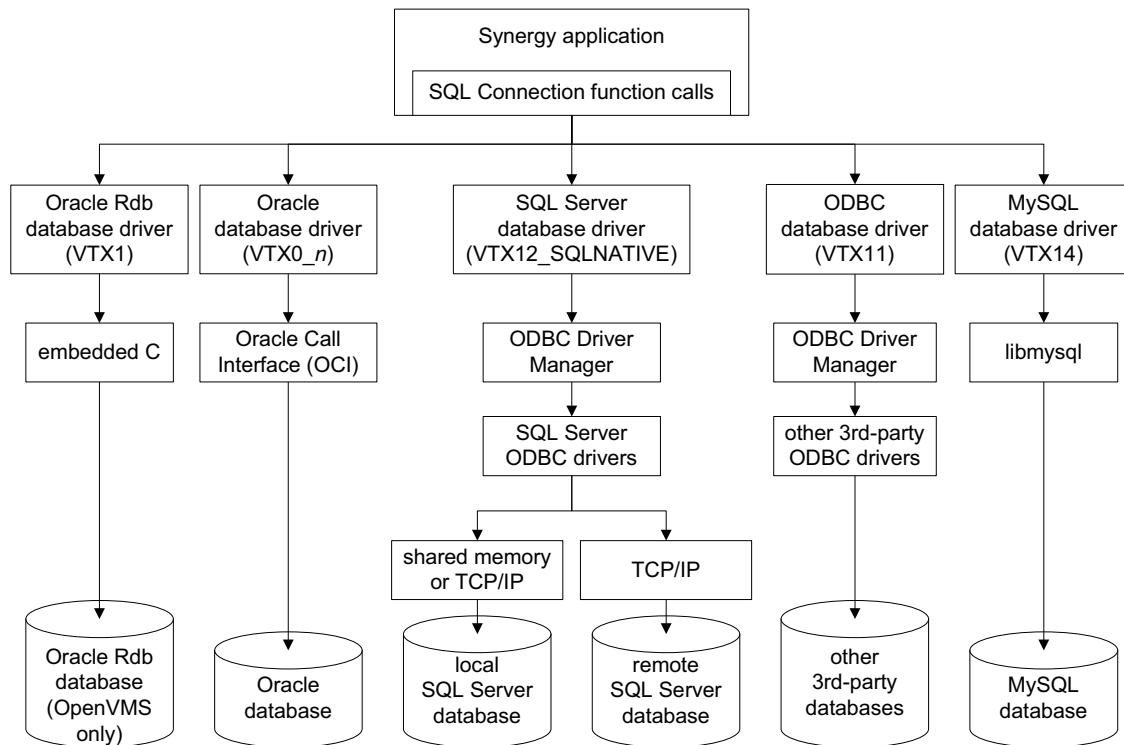 Synergy application
SQL Connection function calls
Oracle Rdb
database driver
(VTX1)
Oracle
database driver
(VTX0_n)
SQL Server
database driver
(VTX12_SQLNATIVE)
ODBC
database driver
(VTX11)
MySQL
database driver
(VTX14)
embedded C
Oracle Call
Interface (OCI)
ODBC Driver
Manager
ODBC Driver
Manager
libmysql
SQL Server
ODBC drivers
other 3rd-party
ODBC drivers
shared memory
or TCP/IP
TCP/IP
Oracle Rdb
database
(OpenVMS
only)
Oracle
database
local
SQL Server
database
remote
SQL Server
database
other
3rd-party
databases
MySQL
database